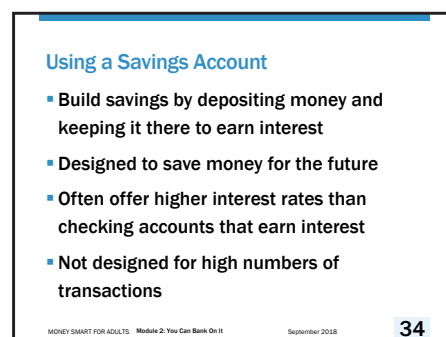 Using a Savings Account
▪ Build savings by depositing money and
keeping it there to earn interest
▪ Designed to save money for the future
▪ Often offer higher interest rates than
checking accounts that earn interest
▪ Not designed for high numbers of
transactions
MONEY SMART FOR ADULTS Module 2: You Can Bank On It September 2018 34